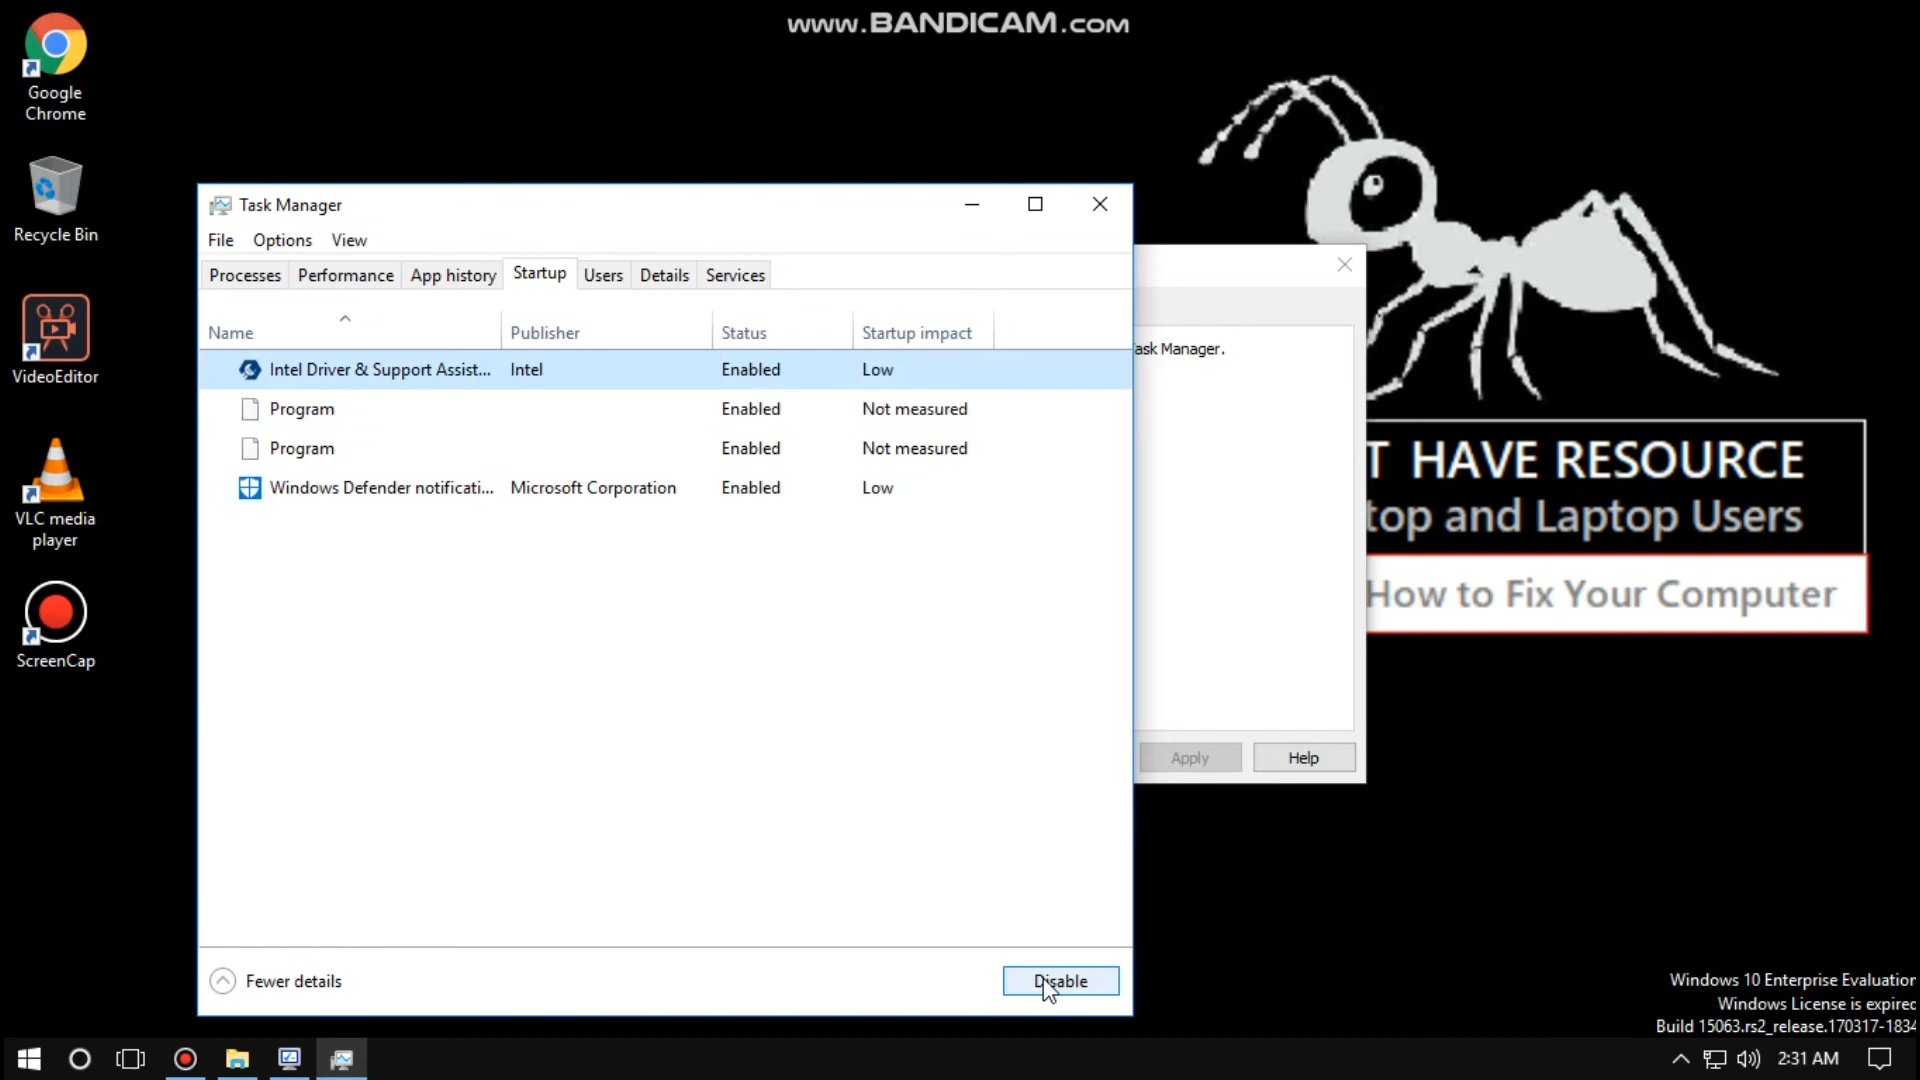 www.BANDICAM.com
Google
Chrome
Recycle Bin
VideoEditor
VLC media
player
ScreenCap
Task Manager
File Options View
Processes Performance App history Startup Users Details Services
Name Publisher Status Startup impact
Intel Driver & Support Assist... Intel Enabled Low
Program Enabled Not measured
Program Enabled Not measured
Windows Defender notificati... Microsoft Corporation Enabled Low
Fewer details Disable
ask Manager.
Apply Help
T HAVE RESOURCE
top and Laptop Users
How to Fix Your Computer
Windows 10 Enterprise Evaluation
Windows License is expired
Build 15063.rs2_release.170317-1834
2:31 AM